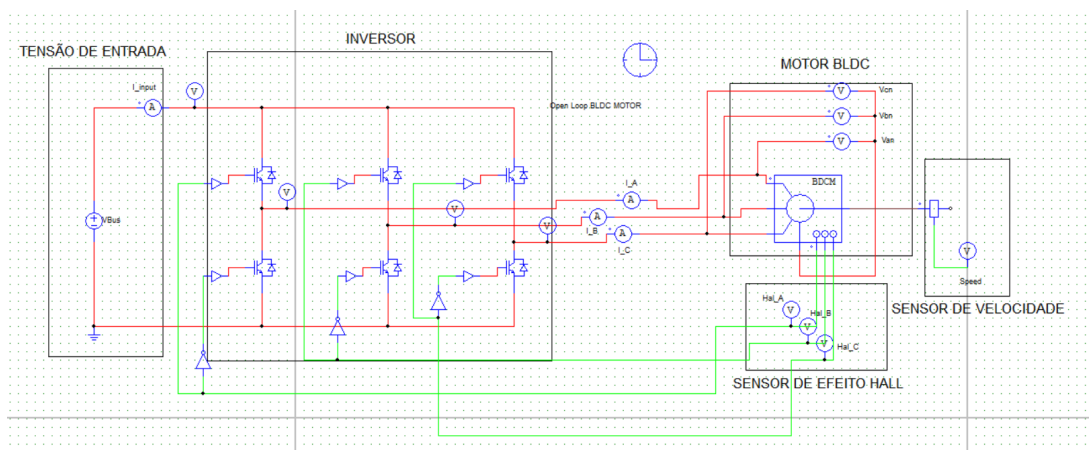 INVERSOR
TENSÃO DE ENTRADA
MOTOR BLDC
I_input
V
A
Open Loop BLDC MOTOR
V
Vcn
V
Vbn
V
Van
BDCM
I_A
A
V
V
A
I_B
V
A
I_C
VBus
V
Speed
SENSOR DE VELOCIDADE
Hal_A
V
Hal_B
V
V
Hal_C
SENSOR DE EFEITO HALL